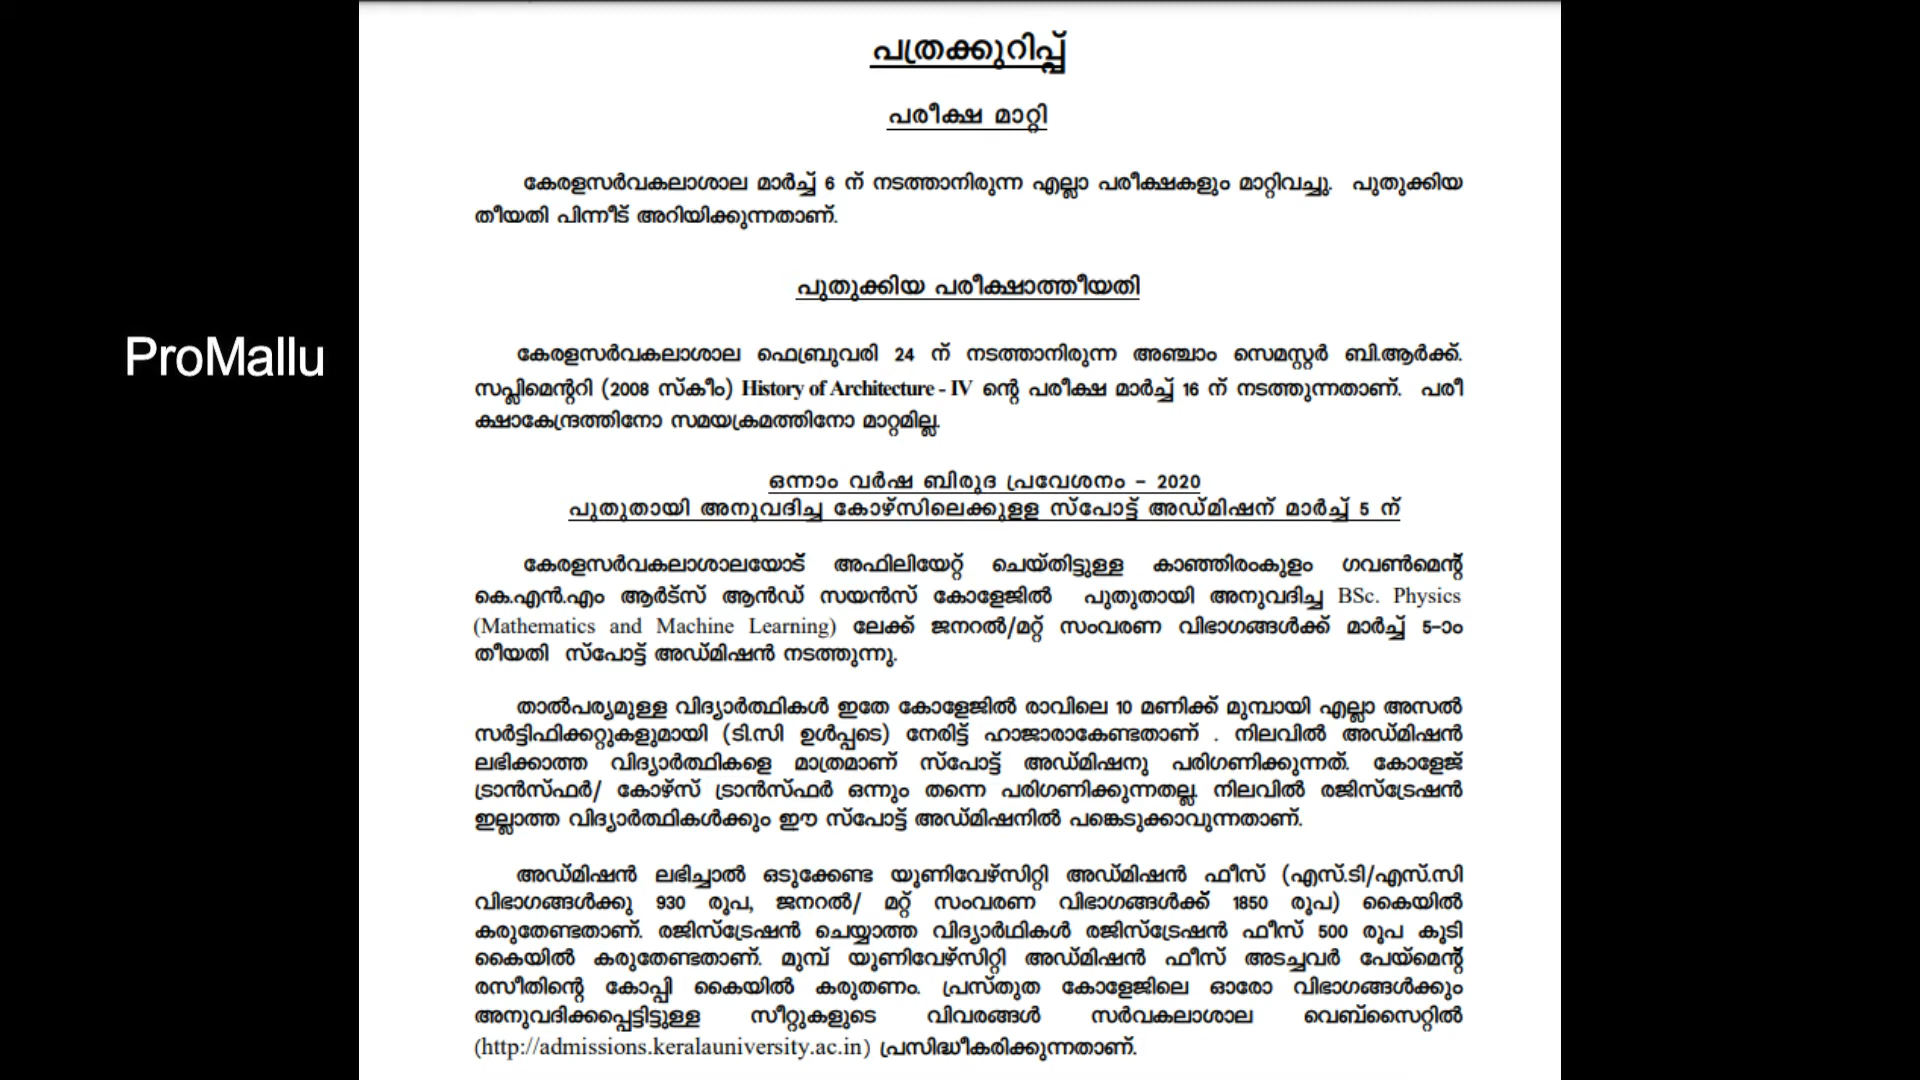 പത്രക്കുറിപ്പ്
പരീക്ഷ മാറ്റി
കേരളസർവകലാശാല മാർച്ച് 6 ന് നടത്താനിരുന്ന എല്ലാ പരീക്ഷകളും മാറ്റിവച്ചു. പുതുക്കിയ
തീയതി പിന്നീട് അറിയിക്കുന്നതാണ്.
പുതുക്കിയ പരീക്ഷാത്തീയതി
ProMallu
കേരളസർവകലാശാല ഫെബ്രുവരി 24 ന് നടത്താനിരുന്ന അഞ്ചാം സെമസ്റ്റർ ബി.ആർക്ക്.
സപ്ലിമെന്ററി (2008 സ്കീം) History of Architecture - IV ന്റെ പരീക്ഷ മാർച്ച് 16 ന് നടത്തുന്നതാണ്. പരീ
ക്ഷാകേന്ദ്രത്തിനോ സമയക്രമത്തിനോ മാറ്റമില്ല.
ഒന്നാം വർഷ ബിരുദ പ്രവേശനം - 2020
പുതുതായി അനുവദിച്ച കോഴ്സിലെക്കുളള സ്പോട്ട് അഡ്മിഷന് മാർച്ച് 5 ന്
കേരളസർവകലാശാലയോട് അഫിലിയേറ്റ് ചെയ്തിട്ടുള്ള കാഞ്ഞിരംകുളം ഗവൺമെന്റ്
കെ.എൻ.എം ആർട്സ് ആൻഡ് സയൻസ് കോളേജിൽ പുതുതായി അനുവദിച്ച BSc. Physics
(Mathematics and Machine Learning) ലേക്ക് ജനറൽ/മറ്റ് സംവരണ വിഭാഗങ്ങൾക്ക് മാർച്ച് 5-ാം
തീയതി സ്പോട്ട് അഡ്മിഷൻ നടത്തുന്നു.
താൽപര്യമുള്ള വിദ്യാർത്ഥികൾ ഇതേ കോളേജിൽ രാവിലെ 10 മണിക്ക് മുമ്പായി എല്ലാ അസൽ
സർട്ടിഫിക്കറ്റുകളുമായി (ടി.സി ഉൾപ്പടെ) നേരിട്ട് ഹാജാരാകേണ്ടതാണ് . നിലവിൽ അഡ്മിഷൻ
ലഭിക്കാത്ത വിദ്യാർത്ഥികളെ മാത്രമാണ് സ്പോട്ട് അഡ്മിഷനു പരിഗണിക്കുന്നത്. കോളേജ്
ട്രാൻസ്ഫർ/ കോഴ്സ് ട്രാൻസ്ഫർ ഒന്നും തന്നെ പരിഗണിക്കുന്നതല്ല. നിലവിൽ രജിസ്ട്രേഷൻ
ഇല്ലാത്ത വിദ്യാർത്ഥികൾക്കും ഈ സ്പോട്ട് അഡ്മിഷനിൽ പങ്കെടുക്കാവുന്നതാണ്.
അഡ്മിഷൻ ലഭിച്ചാൽ ഒടുക്കേണ്ട യൂണിവേഴ്സിറ്റി അഡ്മിഷൻ ഫീസ് (എസ്.ടി/എസ്.സി
വിഭാഗങ്ങൾക്കു 930 രൂപ, ജനറൽ/ മറ്റ് സംവരണ വിഭാഗങ്ങൾക്ക് 1850 രൂപ) കൈയിൽ
കരുതേണ്ടതാണ്. രജിസ്ട്രേഷൻ ചെയ്യാത്ത വിദ്യാർഥികൾ രജിസ്ട്രേഷൻ ഫീസ് 500 രൂപ കൂടി
കൈയിൽ കരുതേണ്ടതാണ്. മുമ്പ് യൂണിവേഴ്സിറ്റി അഡ്മിഷൻ ഫീസ് അടച്ചവർ പേയ്മെന്റ്
രസീതിന്റെ കോപ്പി കൈയിൽ കരുതണം. പ്രസ്തുത കോളേജിലെ ഓരോ വിഭാഗങ്ങൾക്കും
അനുവദിക്കപ്പെട്ടിട്ടുള്ള സീറ്റുകളുടെ വിവരങ്ങൾ സർവകലാശാല വെബ്സൈറ്റിൽ
(http://admissions.keralauniversity.ac.in) പ്രസിദ്ധീകരിക്കുന്നതാണ്.